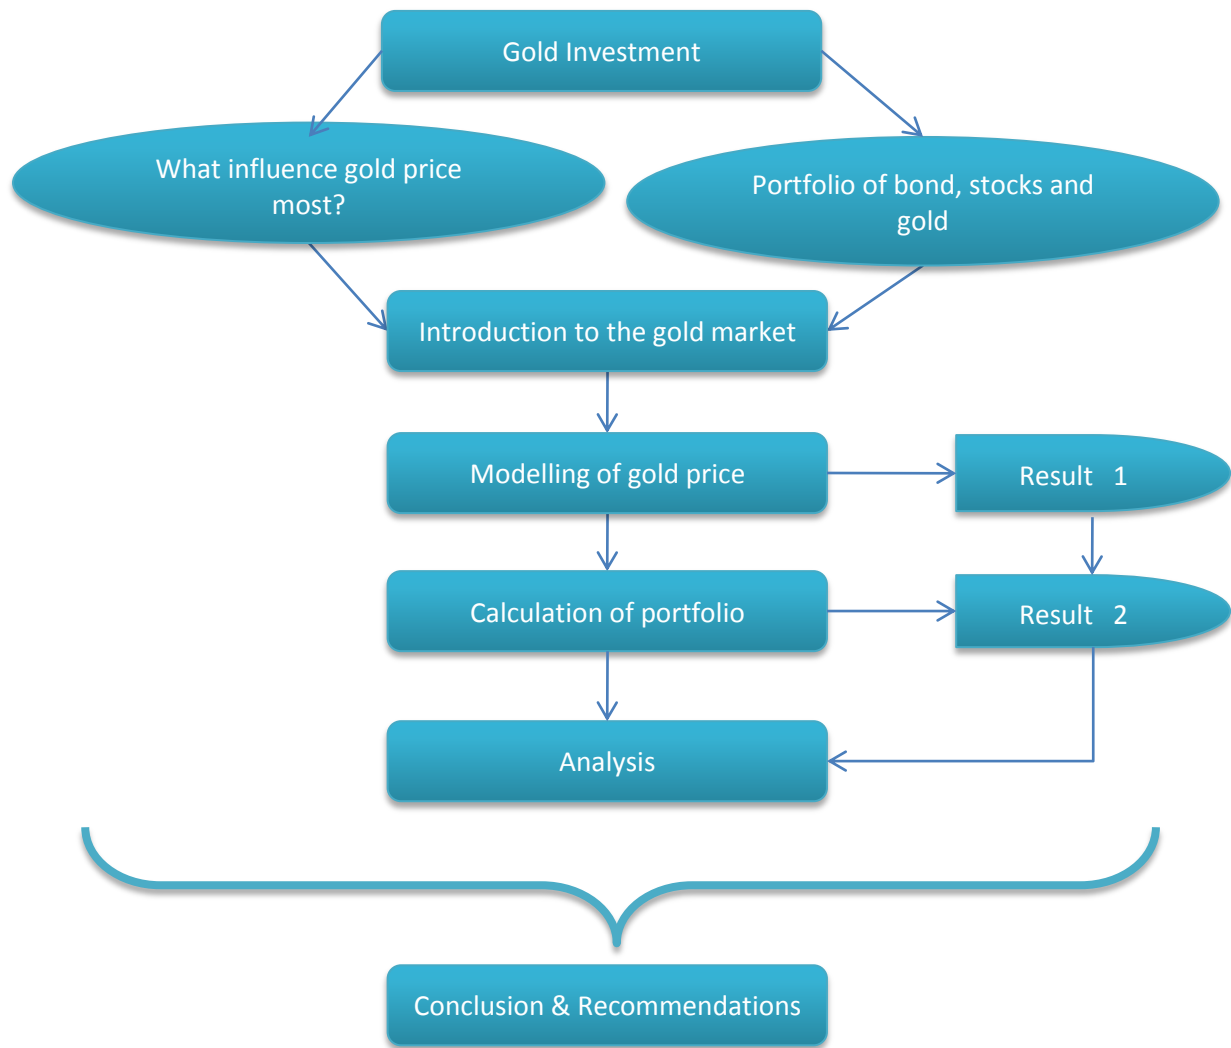 Gold Investment
What influence gold price
most?
Portfolio of bond, stocks and
gold
Introduction to the gold market
Modelling of gold price
Result 1
Calculation of portfolio
Result 2
Analysis
Conclusion & Recommendations